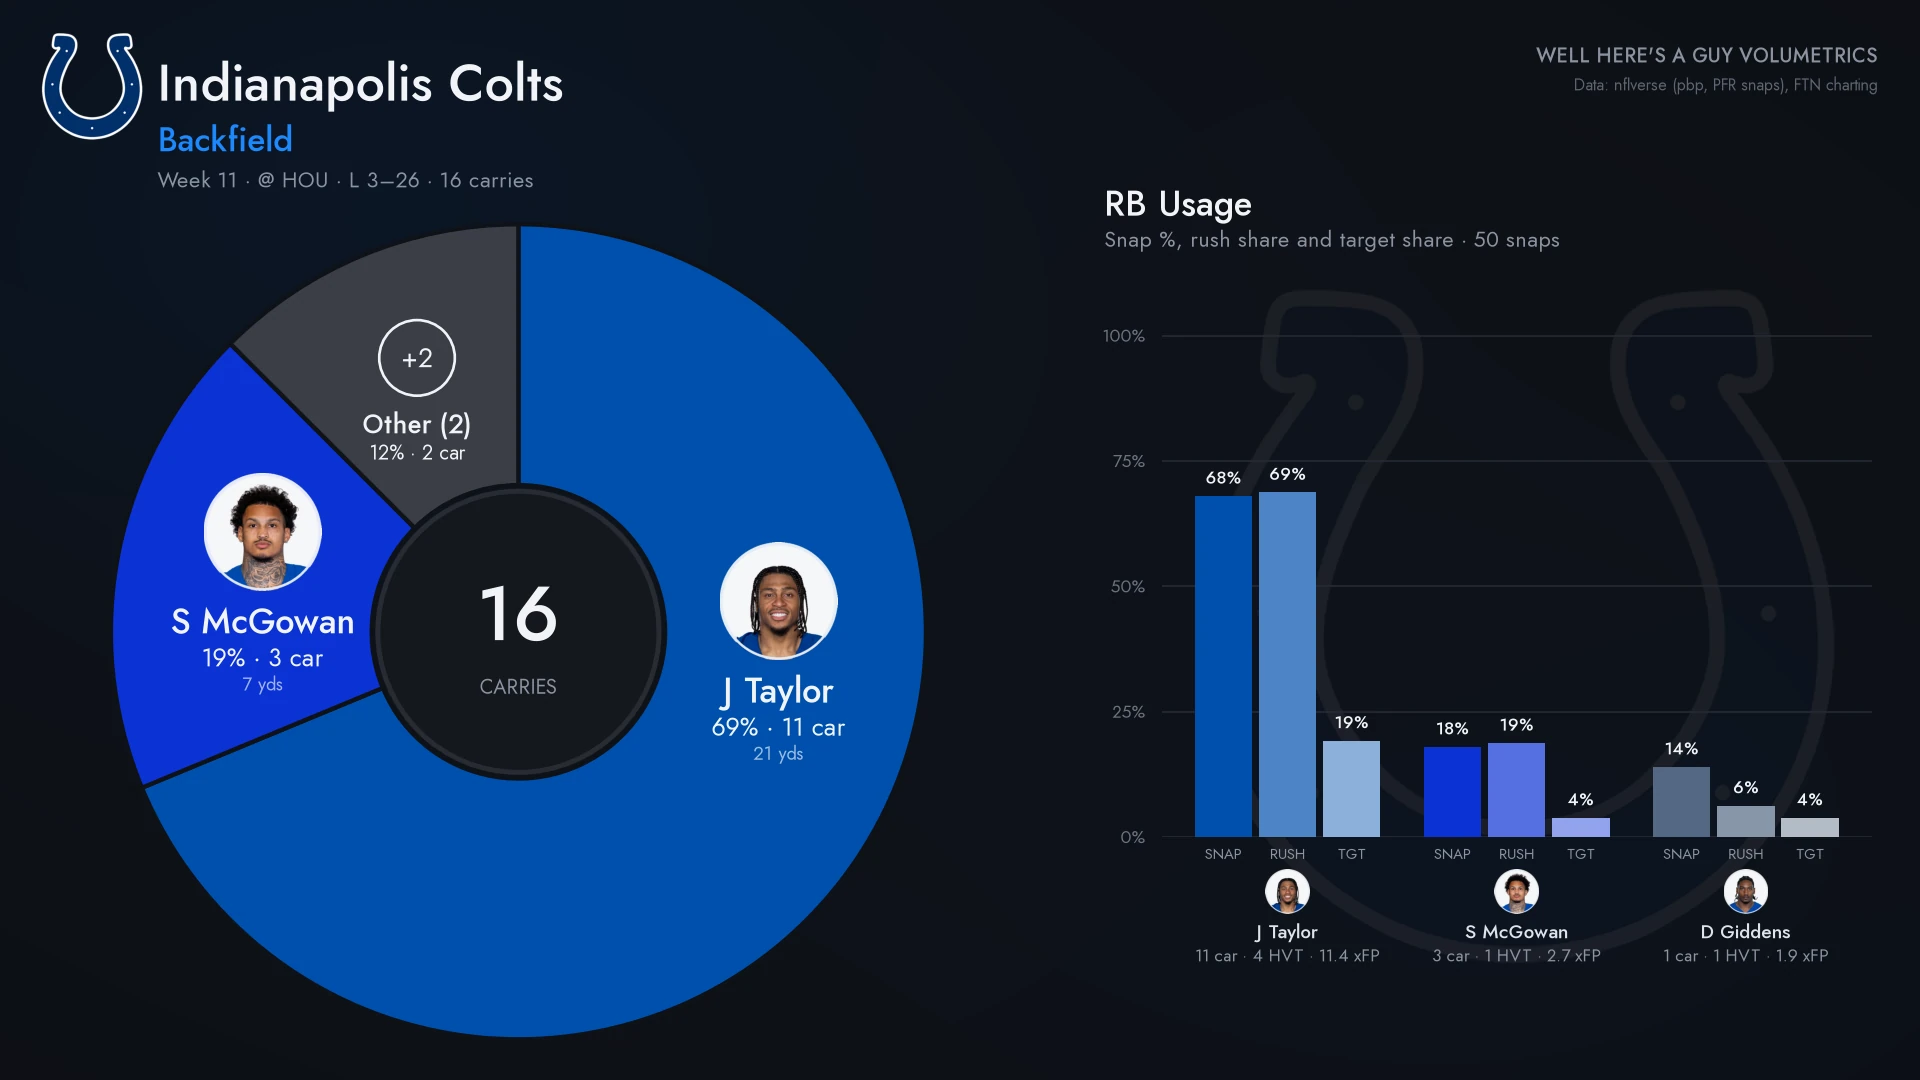 Indianapolis Colts
Backfield
Week 11 · @ HOU · L 3–26 · 16 carries
WELL HERE'S A GUY VOLUMETRICS
Data: nflverse (pbp, PFR snaps), FTN charting
+2
Other (2)
12% · 2 car
S McGowan
19% · 3 car
7 yds
16
CARRIES
J Taylor
69% · 11 car
21 yds
RB Usage
Snap %, rush share and target share · 50 snaps
100%
75%
50%
25%
0%
68% 69% 19% 18% 19% 4% 14% 6% 4%
SNAP RUSH TGT SNAP RUSH TGT SNAP RUSH TGT
J Taylor S McGowan D Giddens
11 car · 4 HVT · 11.4 xFP 3 car · 1 HVT · 2.7 xFP 1 car · 1 HVT · 1.9 xFP